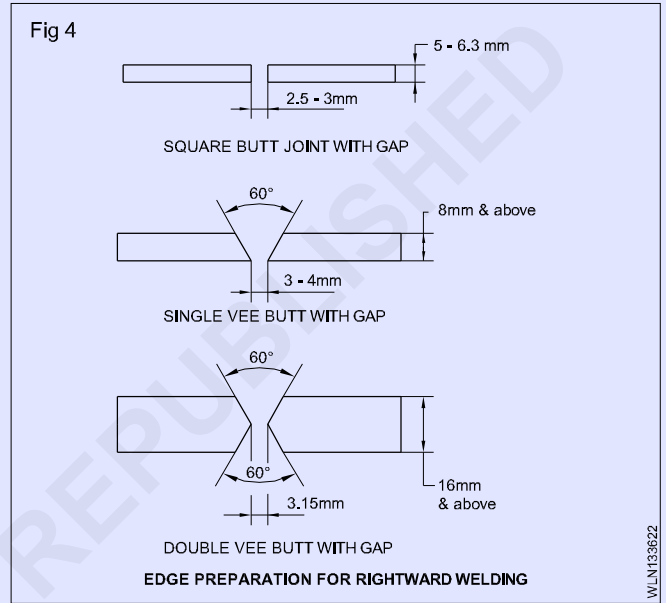 Fig 4
5 - 6.3 mm
2.5 - 3mm
SQUARE BUTT JOINT WITH GAP
60°
8mm & above
3 - 4mm
SINGLE VEE BUTT WITH GAP
60°
60°
16mm
& above
3.15mm
DOUBLE VEE BUTT WITH GAP
EDGE PREPARATION FOR RIGHTWARD WELDING
WLN133622
REPUBLISHED